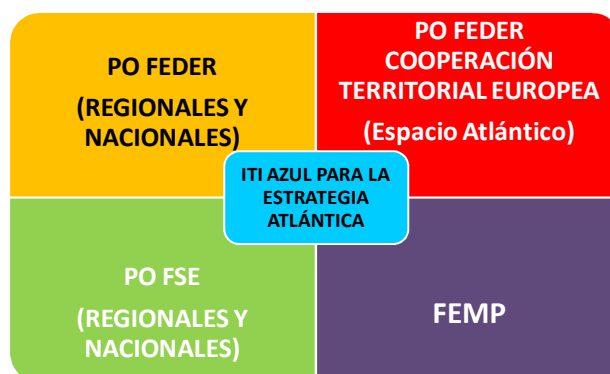 PO FEDER
(REGIONALES Y
NACIONALES)
PO FEDER
COOPERACIÓN
TERRITORIAL EUROPEA
(Espacio Atlántico)
ITI AZUL PARA LA
ESTRATEGIA
ATLÁNTICA
PO FSE
(REGIONALES Y
NACIONALES)
FEMP